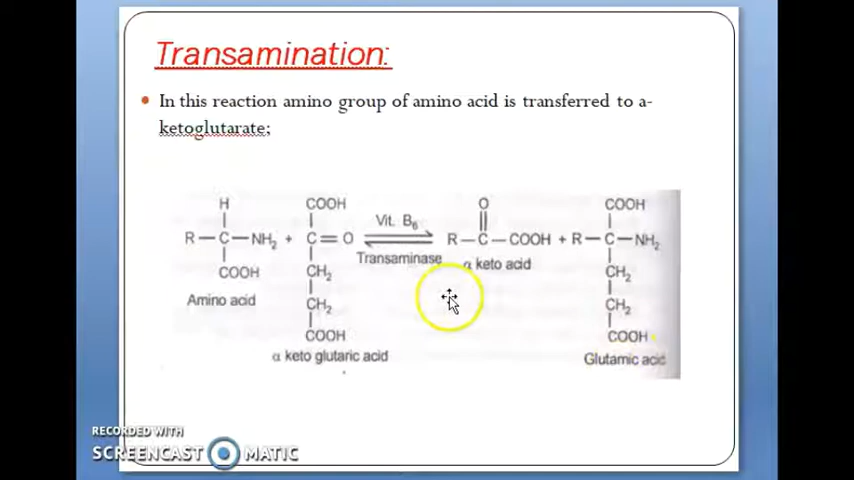 Transamination:
• In this reaction amino group of amino acid is transferred to a-
ketoglutarate;
H COOH O COOH
Vit. B₆
R—C—NH₂ + C=O R—C—COOH + R—C—NH₂
Transaminase α keto acid
COOH CH₂ CH₂
Amino acid CH₂ CH₂
COOH COOH
α keto glutaric acid Glutamic acid
RECORDED WITH
SCREENCAST MATIC